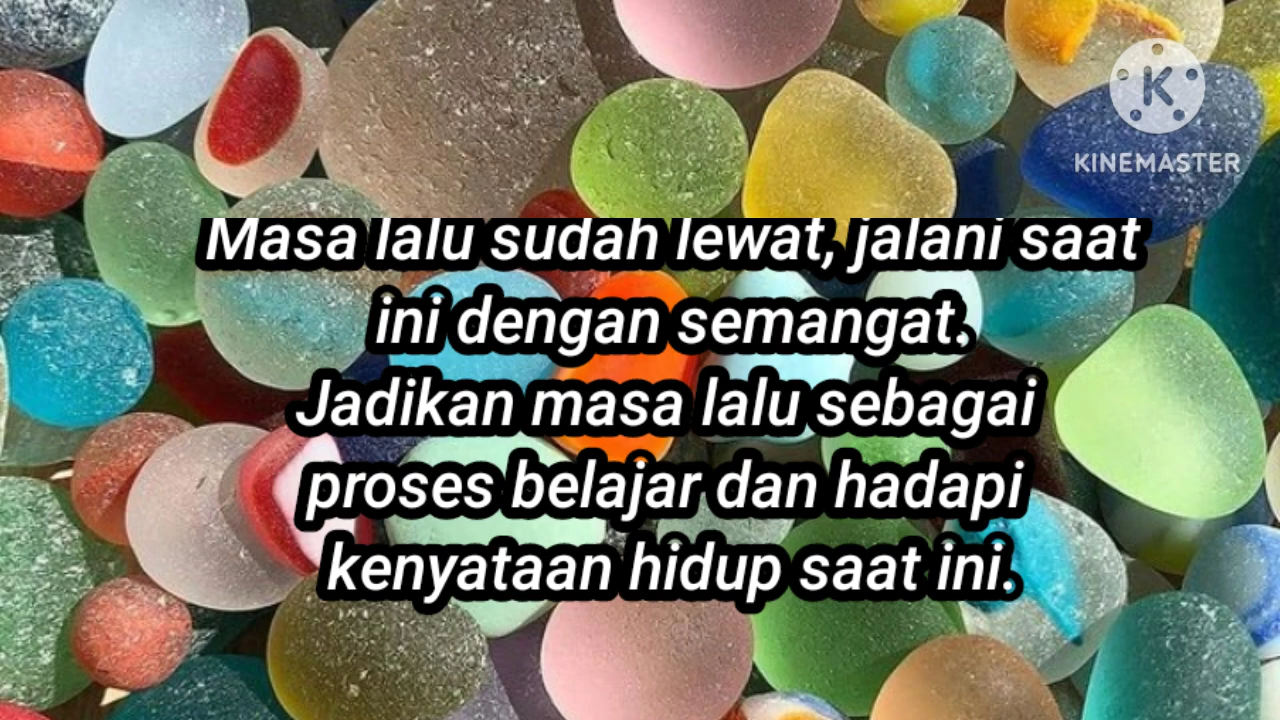 KINEMASTER
Masa lalu sudah lewat, jalani saat
ini dengan semangat.
Jadikan masa lalu sebagai
proses belajar dan hadapi
kenyataan hidup saat ini.